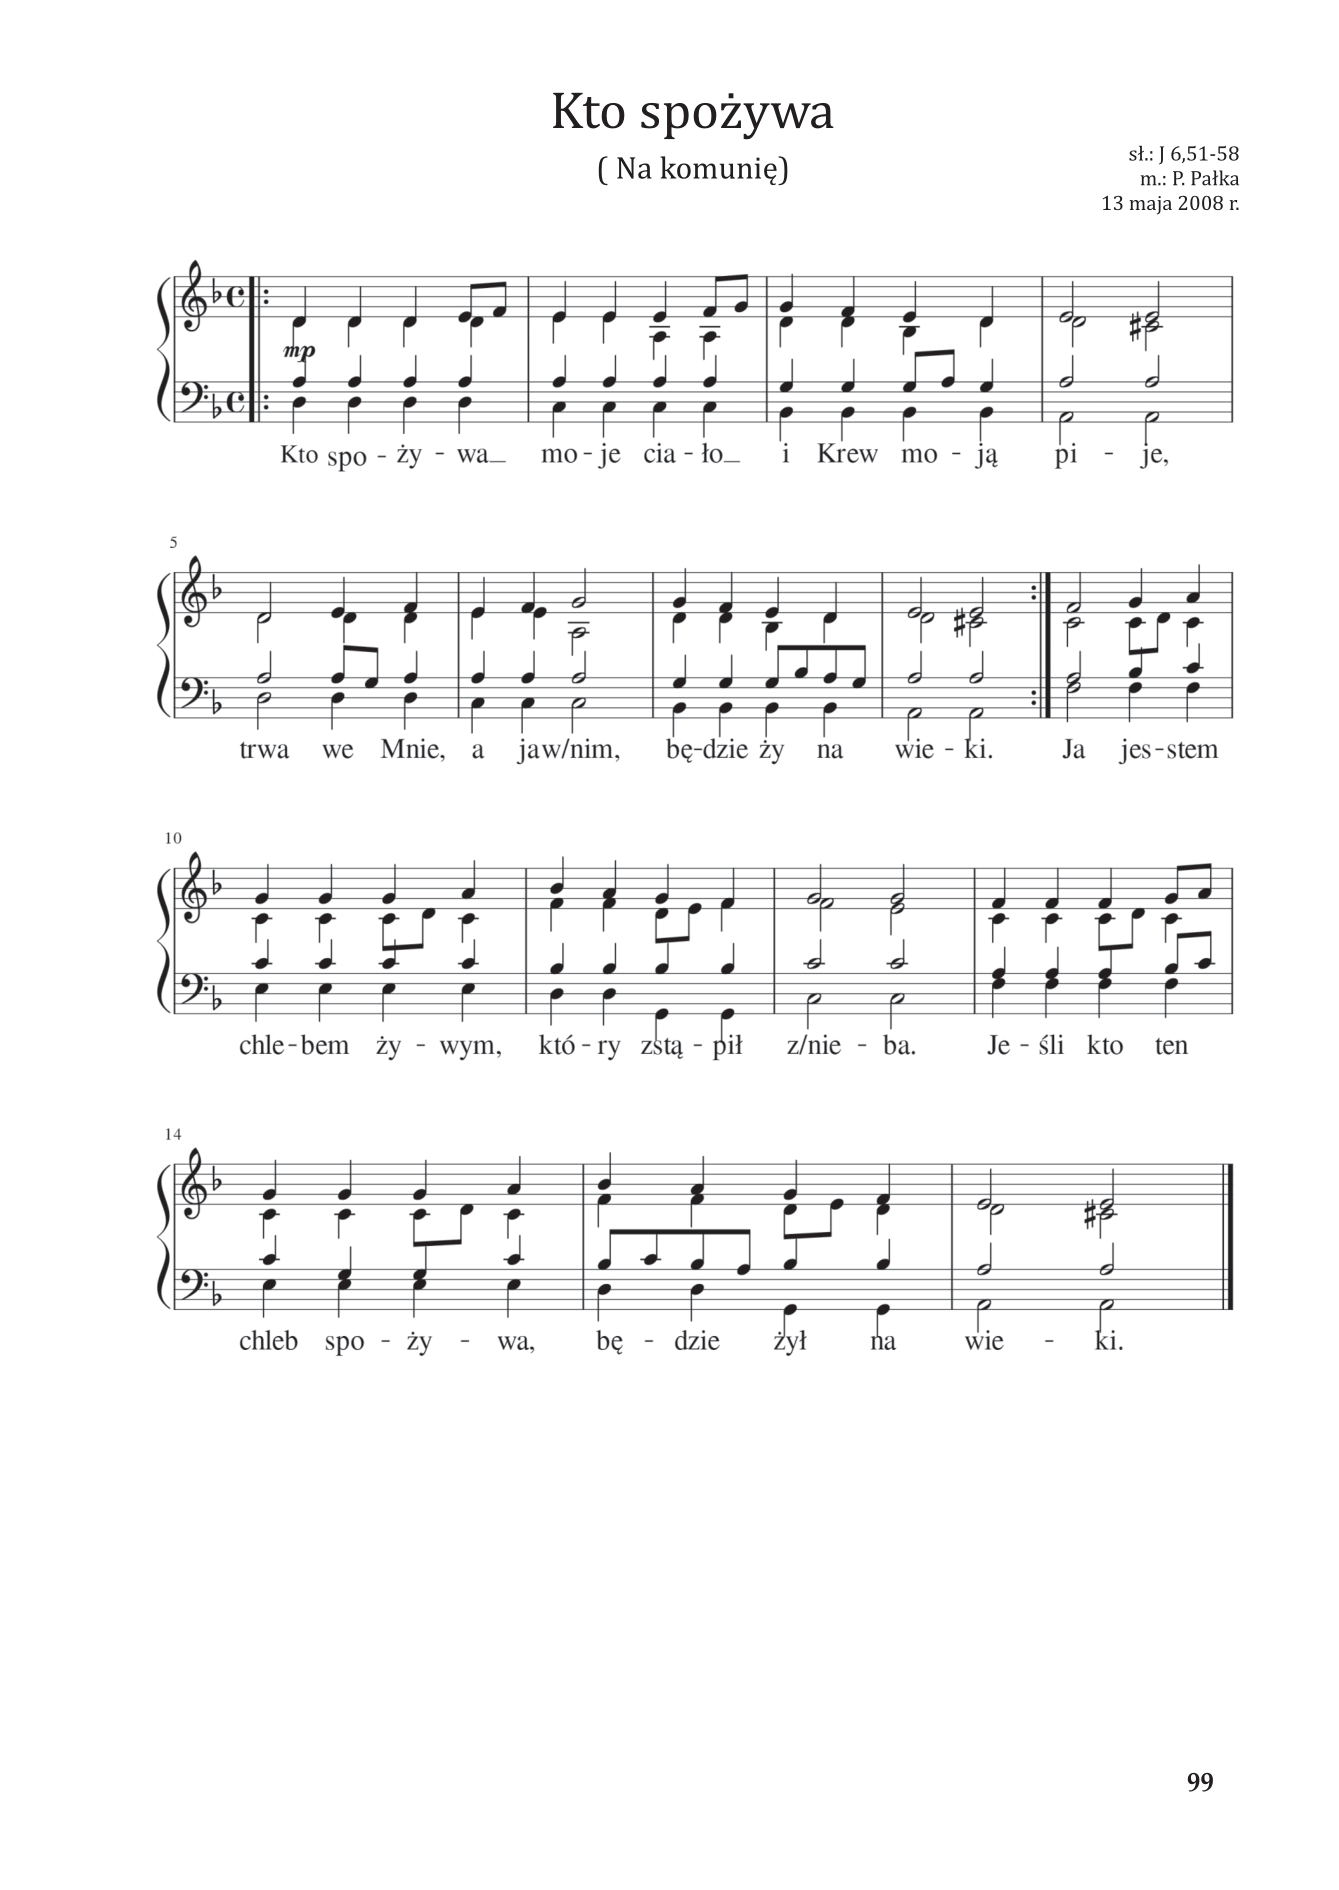 Kto spożywa
( Na komunię)
sł.: J 6,51-58
m.: P. Pałka
13 maja 2008 r.
mp
Kto spo - ży - wa_ mo - je cia - ło_ i Krew mo - ją pi - je,
5
trwa we Mnie, a ja w/nim, bę - dzie ży na wie - ki. Ja jes - stem
10
chle - bem ży - wym, któ - ry zstą - pił z/nie - ba. Je - śli kto ten
14
chleb spo - ży - wa, bę - dzie żył na wie - ki.
99